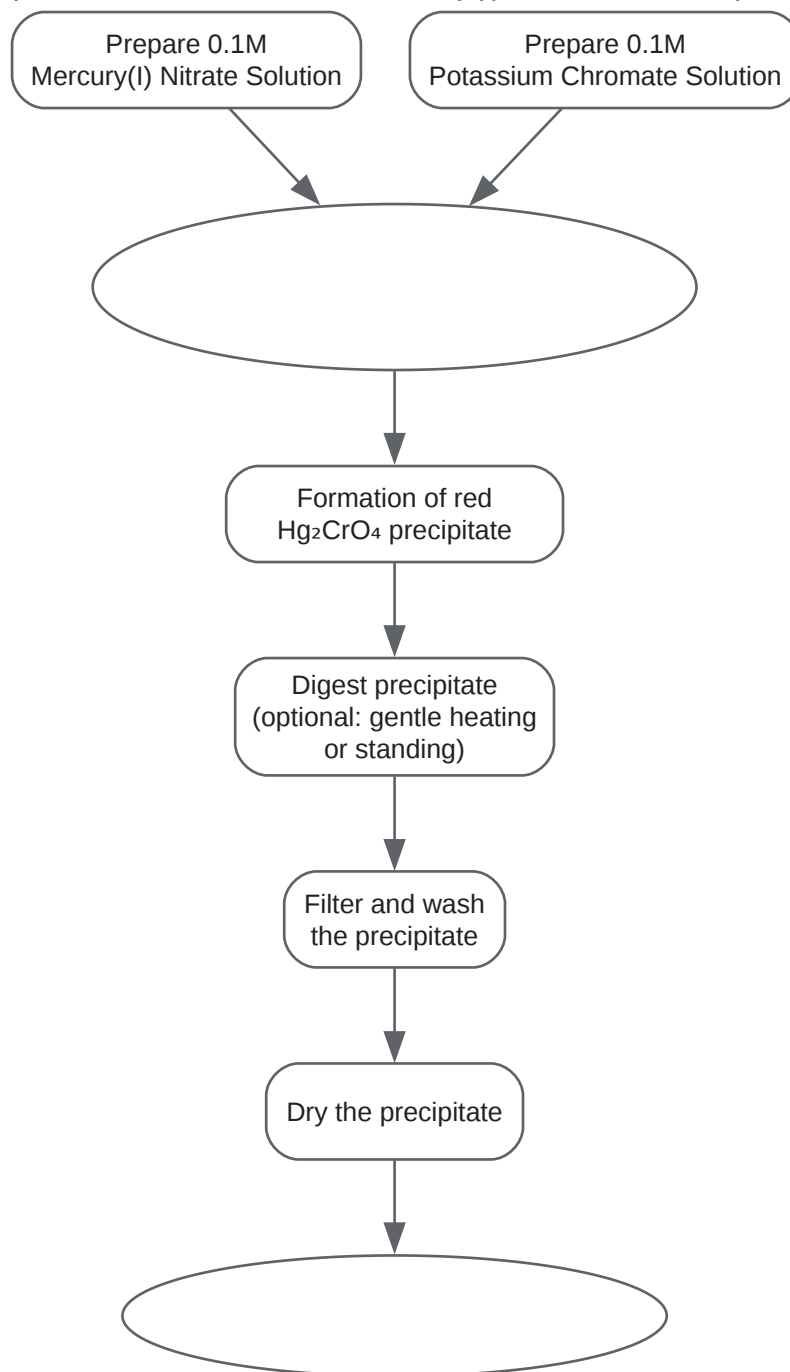 Prepare 0.1M
Mercury(I) Nitrate Solution
Prepare 0.1M
Potassium Chromate Solution
Formation of red
Hg₂CrO₄ precipitate
Digest precipitate
(optional: gentle heating
or standing)
Filter and wash
the precipitate
Dry the precipitate